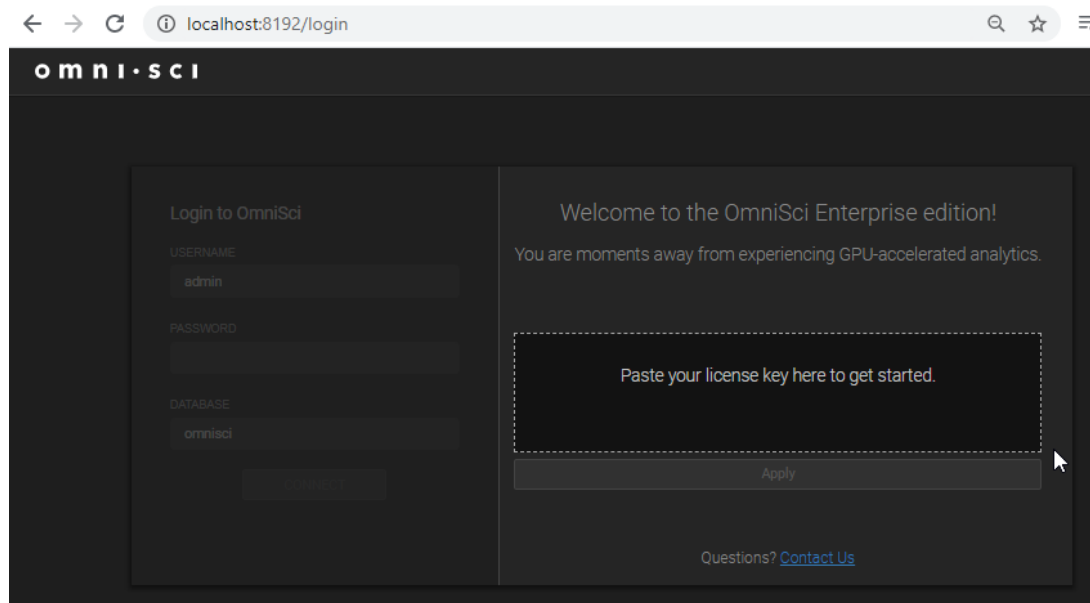 localhost:8192/login
omni·sci
Login to OmniSci
USERNAME
admin
PASSWORD
DATABASE
omnisci
CONNECT
Welcome to the OmniSci Enterprise edition!
You are moments away from experiencing GPU-accelerated analytics.
Paste your license key here to get started.
Apply
Questions? Contact Us